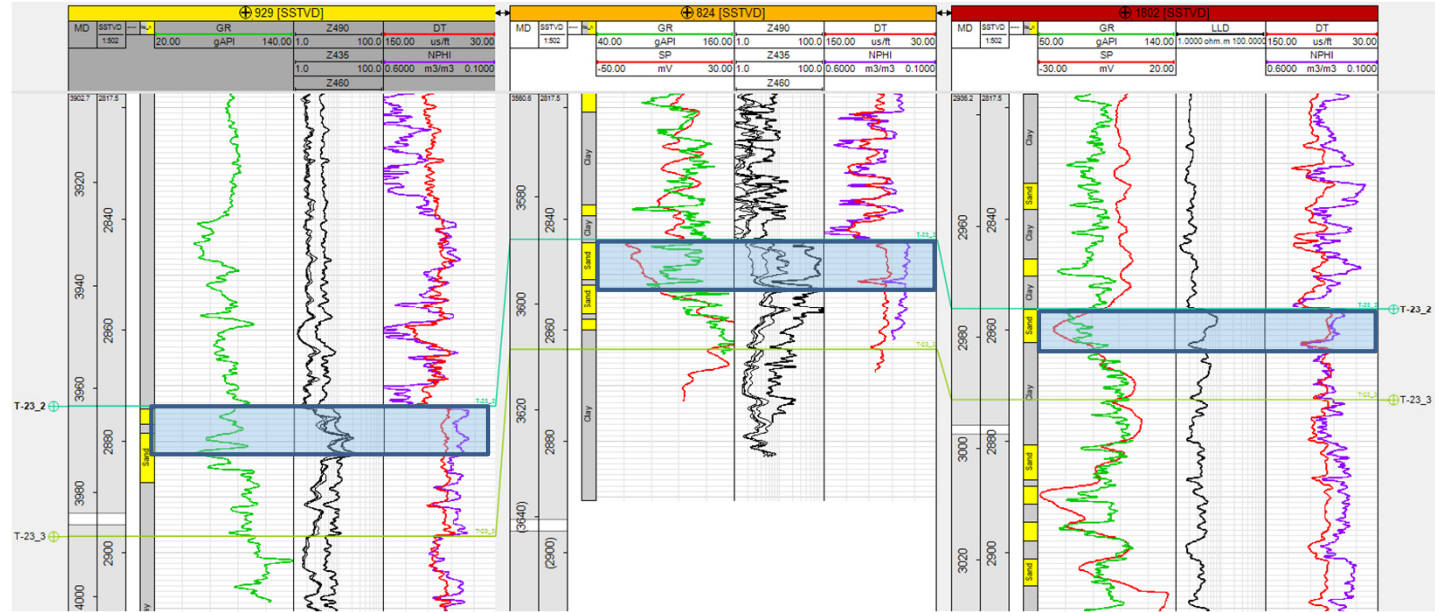 929 [SSTVD]
MD SSTVD GR Z490 DT
1:502 20.00 gAPI 140.00 1.0 100.0 150.00 us/ft 30.00
Z435 NPHI
1.0 100.0 0.6000 m3/m3 0.1000
Z460
824 [SSTVD]
MD SSTVD GR Z490 DT
1:502 40.00 gAPI 160.00 1.0 100.0 150.00 us/ft 30.00
SP Z435 NPHI
-50.00 mV 30.00 1.0 100.0 0.6000 m3/m3 0.1000
Z460
1802 [SSTVD]
MD SSTVD GR LLD DT
1:502 50.00 gAPI 140.00 1.0000 ohm.m 100.0000 150.00 us/ft 30.00
SP NPHI
-30.00 mV 20.00 0.6000 m3/m3 0.1000
3902.7 2817.5
3920
2840
3940
2860
3960
T-23_2
2880
Sand
3980
T-23_3
2900
4000
3560.6 2817.5
Clay
3580
2840
Clay
T-23_2
Sand
3600
Sand
2860
3620
Clay
2880
(3640)
(2900)
2936.2 2817.5
Clay
Sand
2960
2840
Clay
Clay
T-23_2
Sand
2980
2860
Clay
T-23_3
3000
2880
Sand
2900
3020
Sand